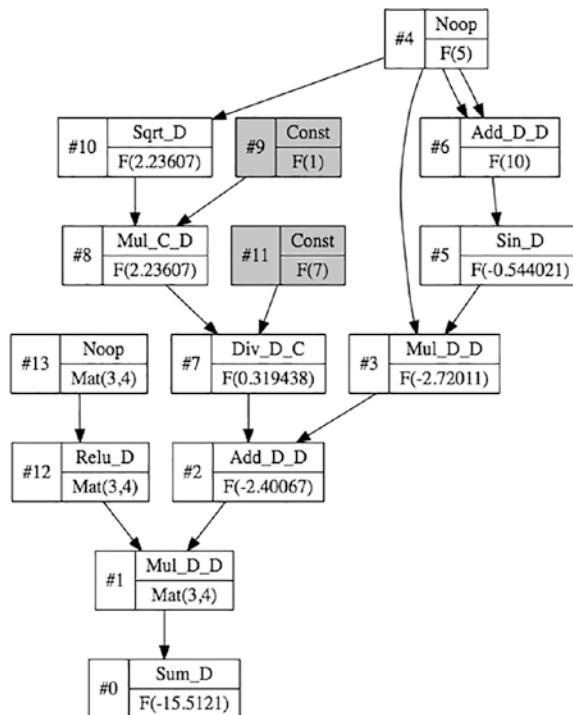 #4 Noop
F(5)
#10 Sqrt_D
F(2.23607)
#9 Const
F(1)
#6 Add_D_D
F(10)
#8 Mul_C_D
F(2.23607)
#11 Const
F(7)
#5 Sin_D
F(-0.544021)
#13 Noop
Mat(3,4)
#7 Div_D_C
F(0.319438)
#3 Mul_D_D
F(-2.72011)
#12 Relu_D
Mat(3,4)
#2 Add_D_D
F(-2.40067)
#1 Mul_D_D
Mat(3,4)
#0 Sum_D
F(-15.5121)